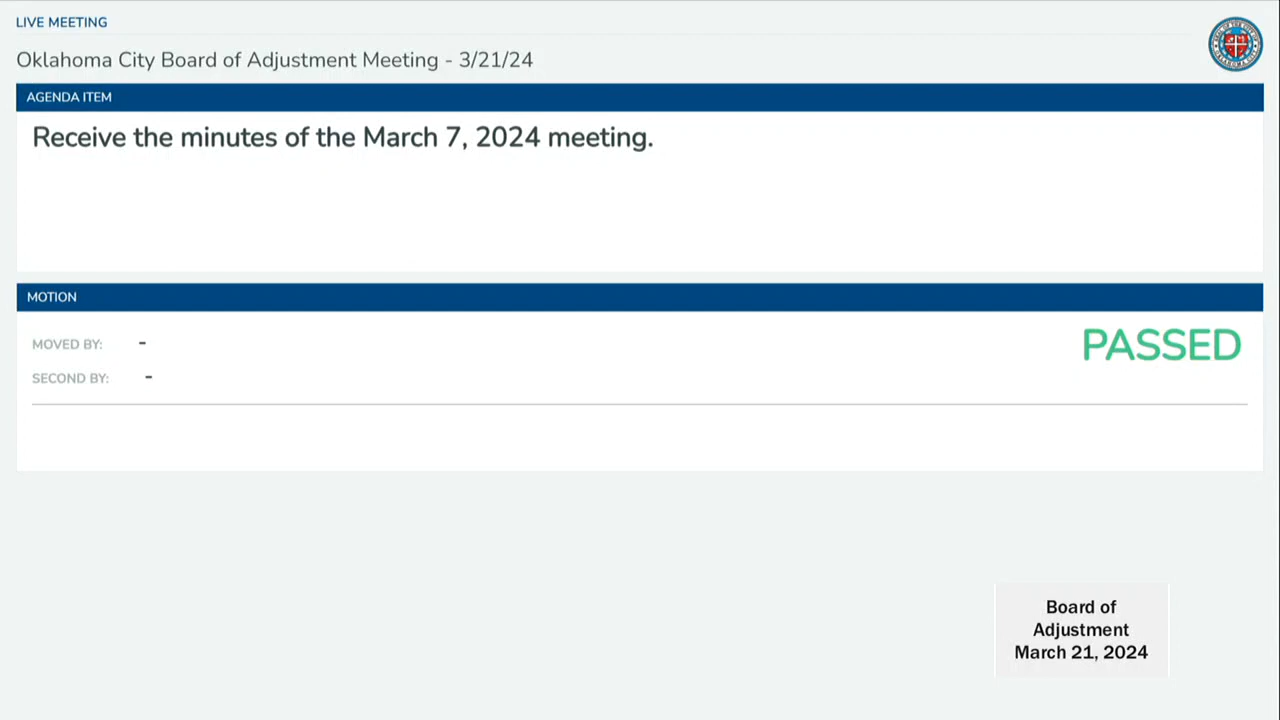 LIVE MEETING
Oklahoma City Board of Adjustment Meeting - 3/21/24
AGENDA ITEM
Receive the minutes of the March 7, 2024 meeting.
MOTION
MOVED BY: -
PASSED
SECOND BY: -
Board of
Adjustment
March 21, 2024